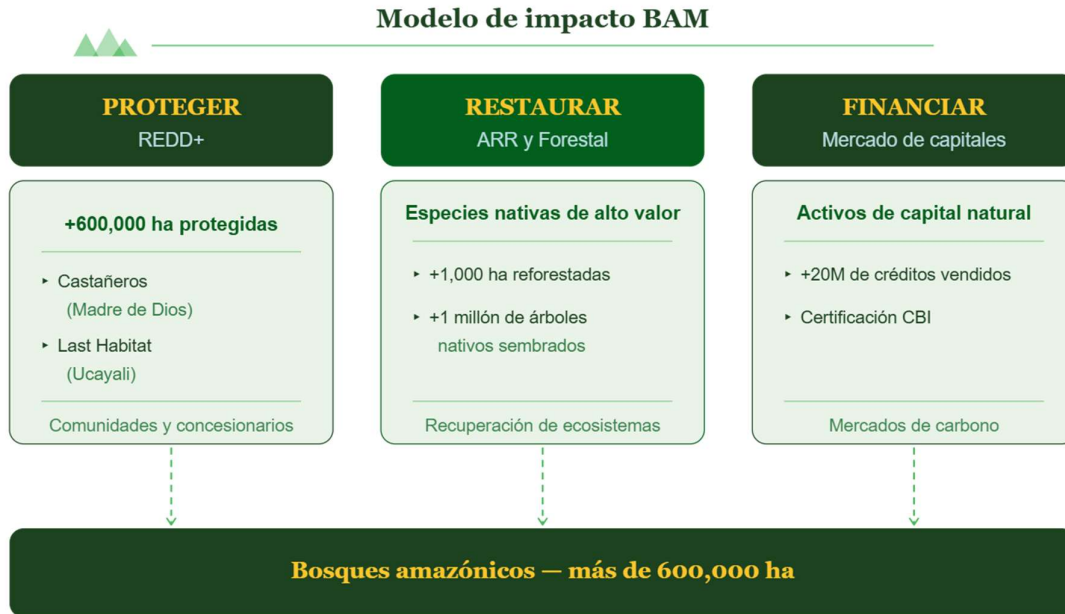 Modelo de impacto BAM
PROTEGER
REDD+
+600,000 ha protegidas
‣ Castañeros
(Madre de Dios)
‣ Last Habitat
(Ucayali)
Comunidades y concesionarios
RESTAURAR
ARR y Forestal
Especies nativas de alto valor
‣ +1,000 ha reforestadas
‣ +1 millón de árboles
nativos sembrados
Recuperación de ecosistemas
FINANCIAR
Mercado de capitales
Activos de capital natural
‣ +20M de créditos vendidos
‣ Certificación CBI
Mercados de carbono
Bosques amazónicos — más de 600,000 ha